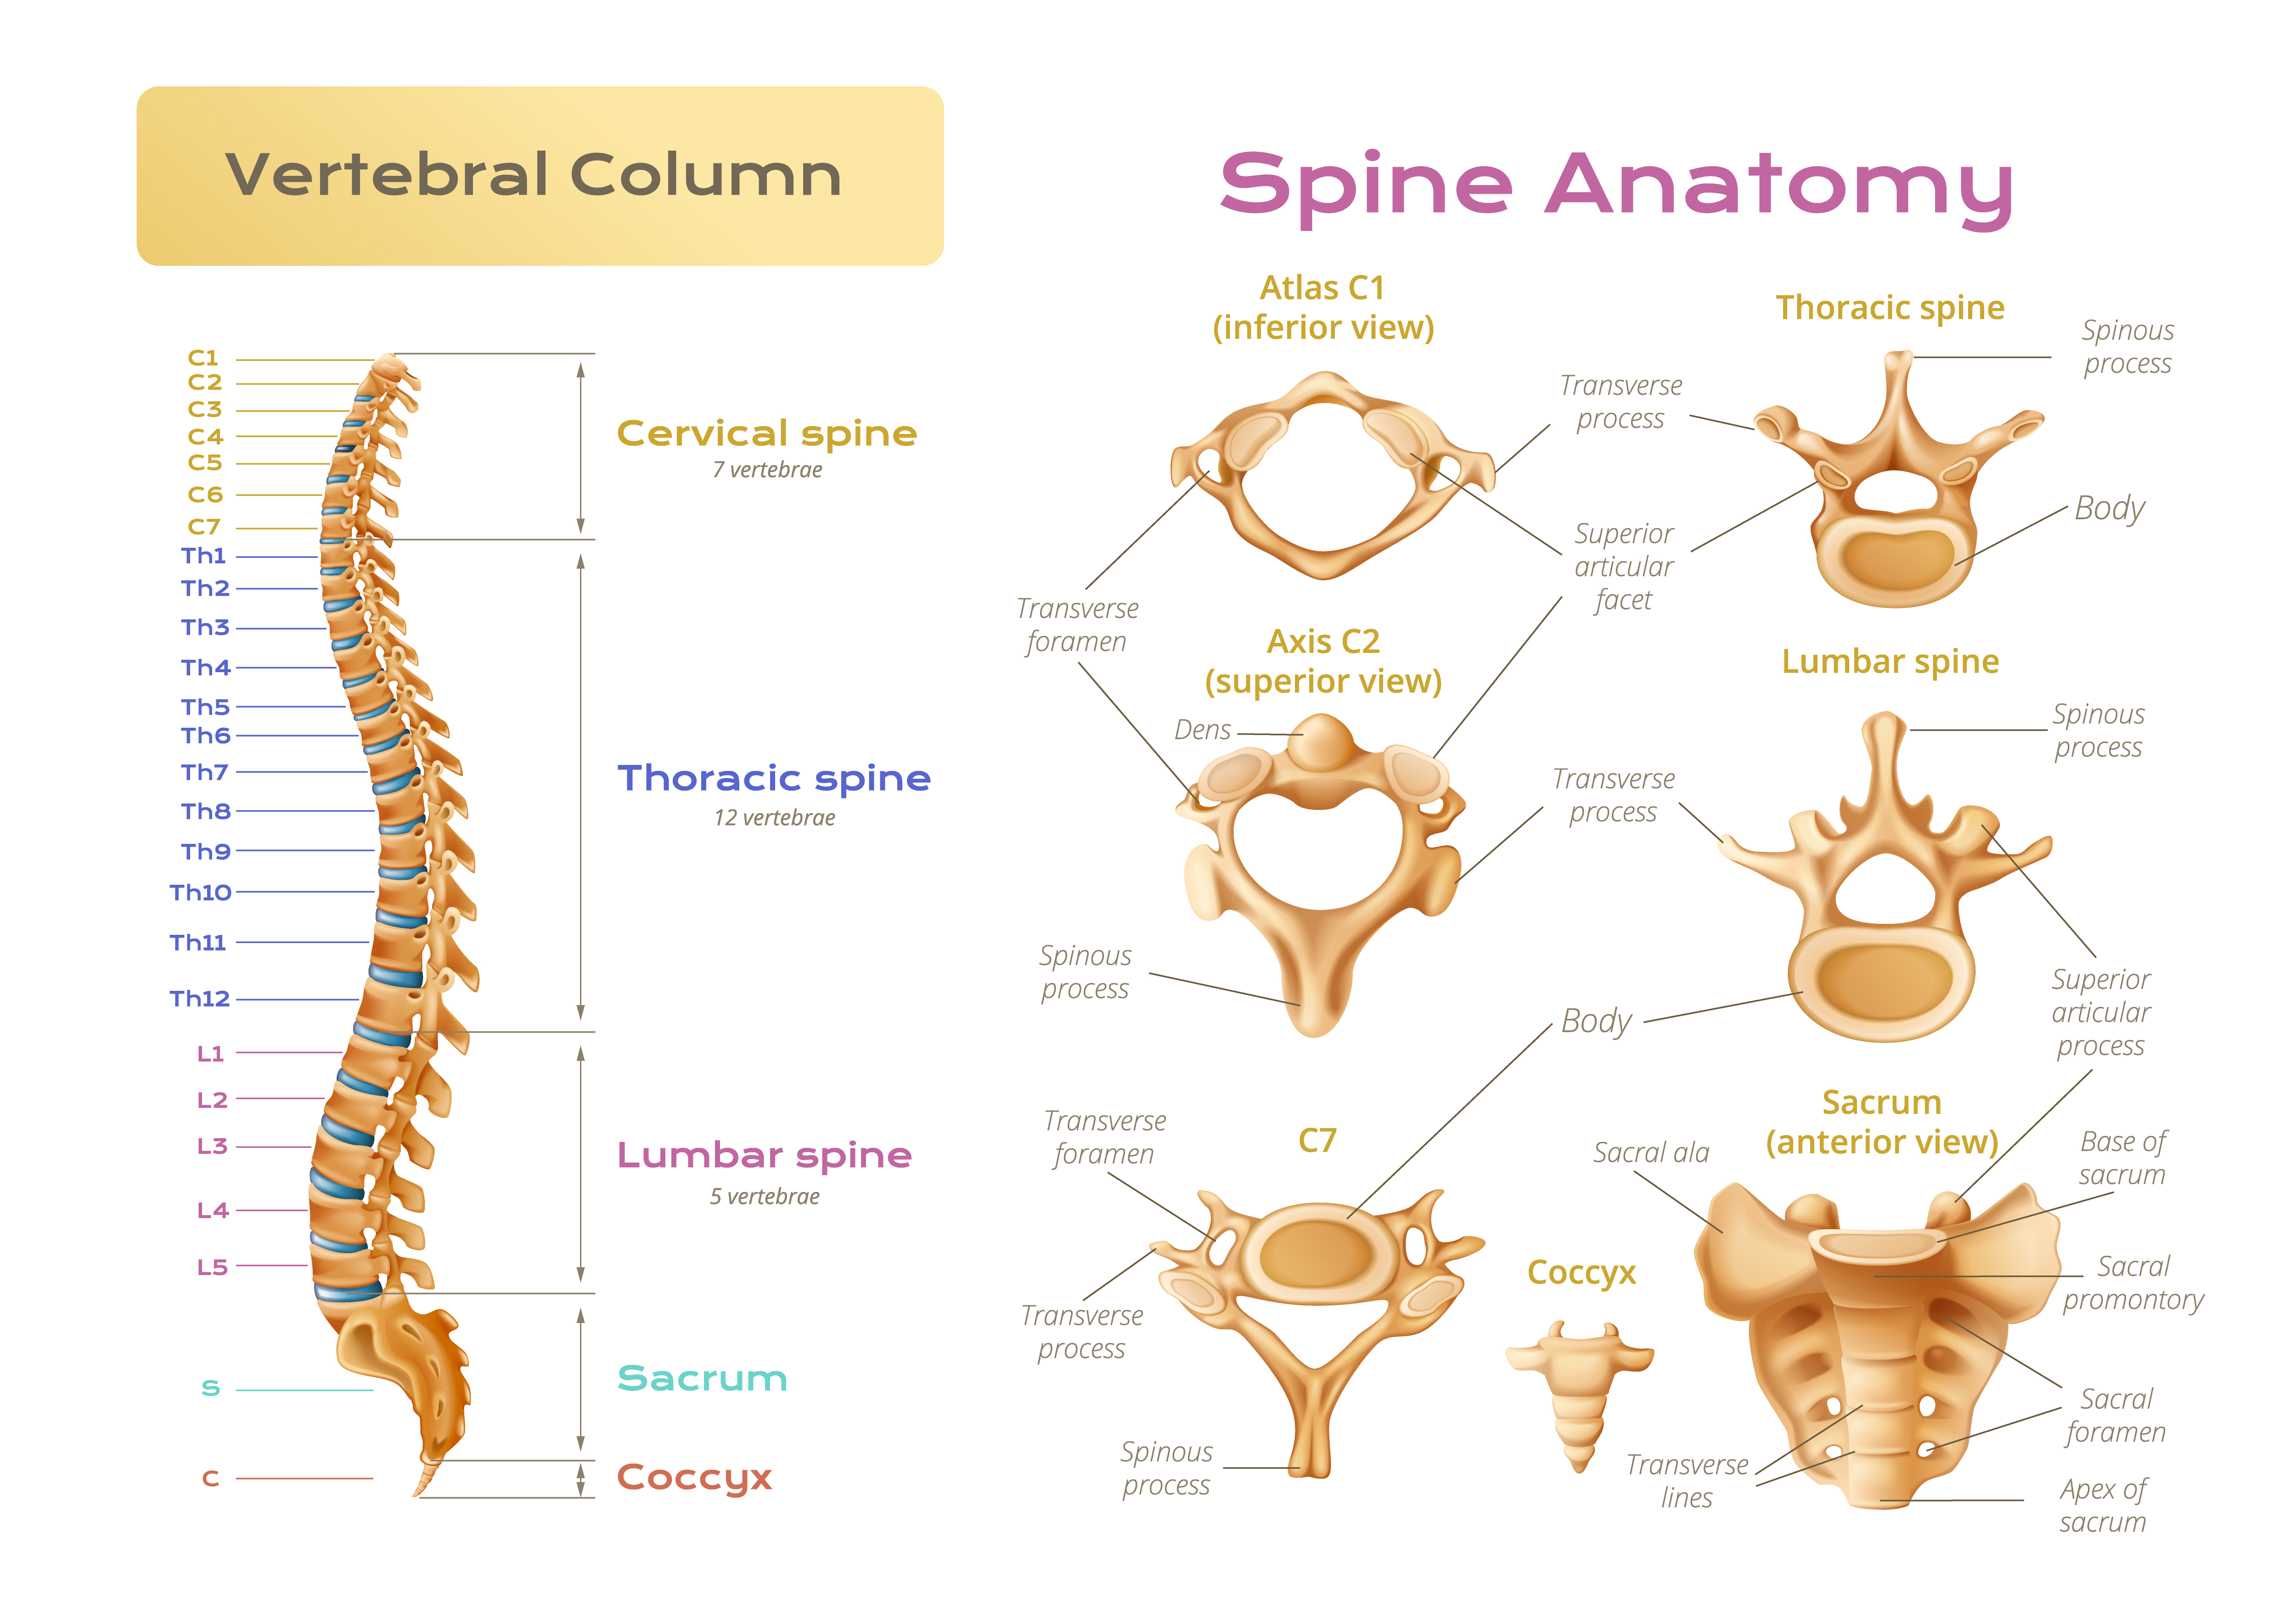 Vertebral Column
C1
C2
C3
C4
C5
C6
C7
Th1
Th2
Th3
Th4
Th5
Th6
Th7
Th8
Th9
Th10
Th11
Th12
L1
L2
L3
L4
L5
S
C
Cervical spine
7 vertebrae
Thoracic spine
12 vertebrae
Lumbar spine
5 vertebrae
Sacrum
Coccyx
Spine Anatomy
Atlas C1
(inferior view)
Transverse
process
Thoracic spine
Spinous
process
Body
Superior
articular
facet
Transverse
foramen
Axis C2
(superior view)
Dens
Transverse
process
Spinous
process
Lumbar spine
Spinous
process
Superior
articular
process
Body
Transverse
foramen
C7
Transverse
process
Spinous
process
Coccyx
Sacrum
(anterior view)
Sacral ala
Base of
sacrum
Sacral
promontory
Sacral
foramen
Transverse
lines
Apex of
sacrum